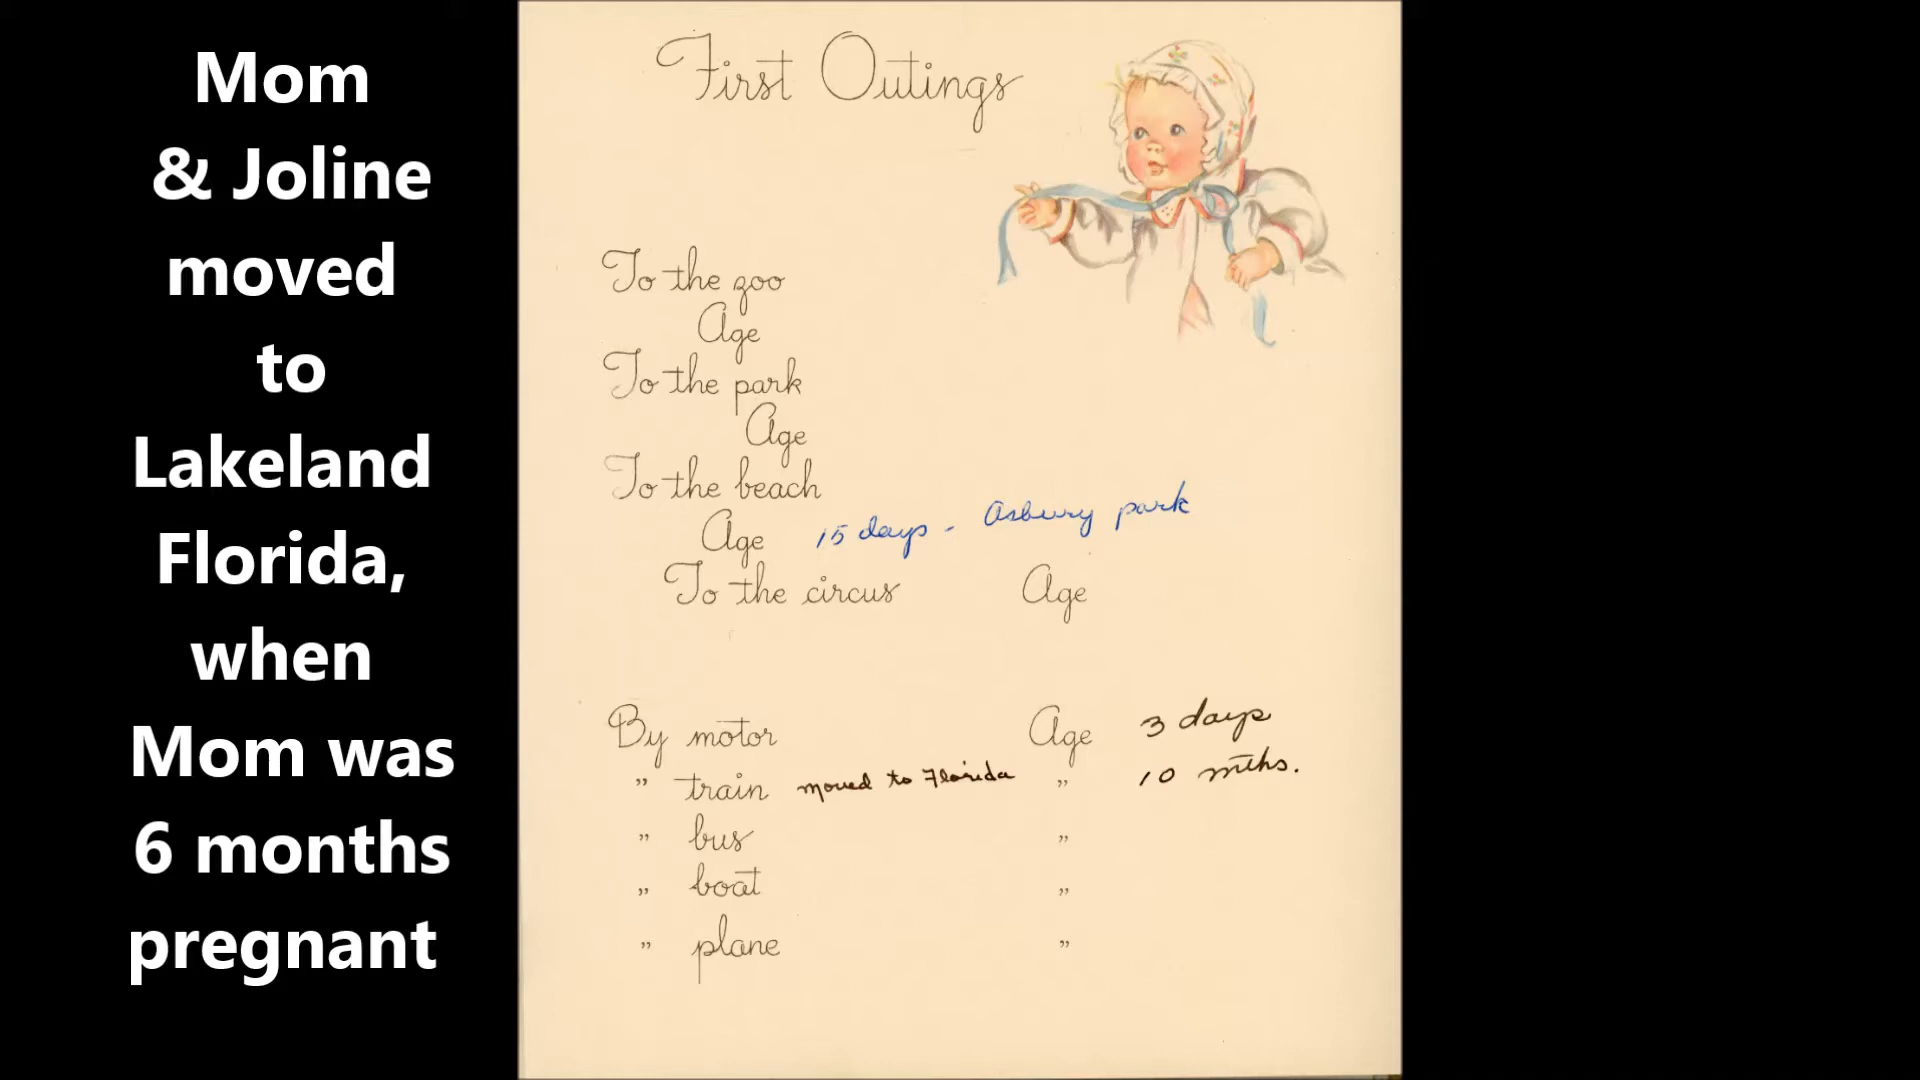 Mom
& Joline
moved
to
Lakeland
Florida,
when
Mom was
6 months
pregnant
First Outings
To the zoo
Age
To the park
Age
To the beach
Age 15 days - Asbury park
To the circus Age
By motor Age 3 days
" train moved to Florida " 10 mths.
" bus "
" boat "
" plane "